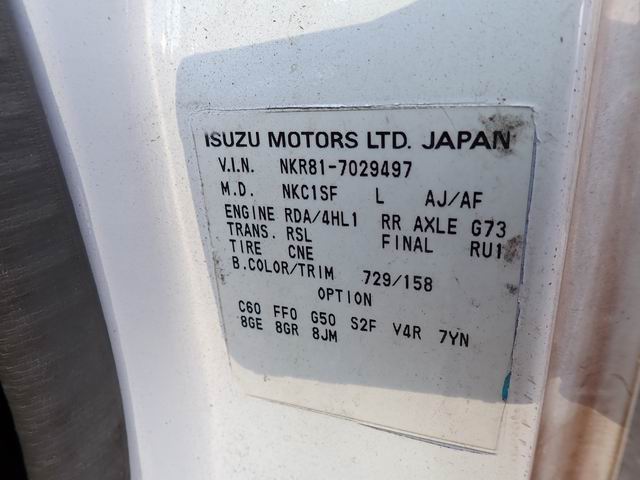 ISUZU MOTORS LTD. JAPAN
V.I.N. NKR81-7029497
M.D. NKC1SF L AJ/AF
ENGINE RDA/4HL1 RR AXLE G73
TRANS. RSL FINAL RU1
TIRE CNE
B.COLOR/TRIM 729/158
OPTION
C60 FFO G50 S2F V4R 7YN
8GE 8GR 8JM